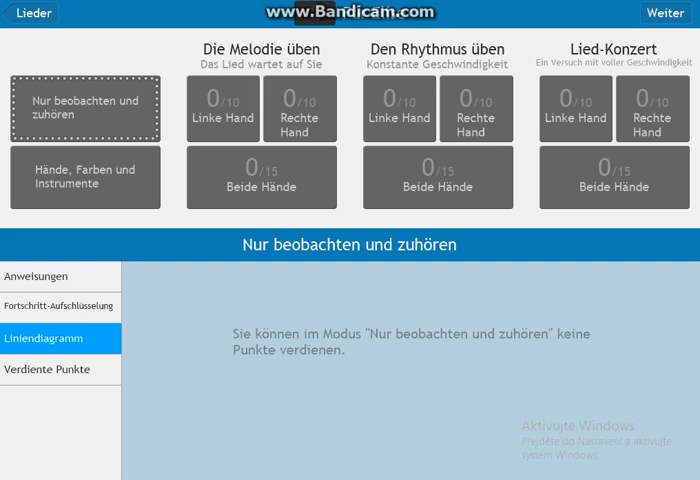 Lieder
www.Bandicam.com
Weiter
Die Melodie üben
Das Lied wartet auf Sie
Den Rhythmus üben
Konstante Geschwindigkeit
Lied-Konzert
Ein Versuch mit voller Geschwindigkeit
Nur beobachten und
zuhören
0/10
Linke Hand
0/10
Rechte
Hand
0/10
Linke Hand
0/10
Rechte
Hand
0/10
Linke Hand
0/10
Rechte
Hand
Hände, Farben und
Instrumente
0/15
Beide Hände
0/15
Beide Hände
0/15
Beide Hände
Nur beobachten und zuhören
Anweisungen
Fortschritt-Aufschlüsselung
Liniendiagramm
Verdiente Punkte
Sie können im Modus "Nur beobachten und zuhören" keine
Punkte verdienen.
Aktivujte Windows
Přejděte do Nastavení a aktivujte
systém Windows.